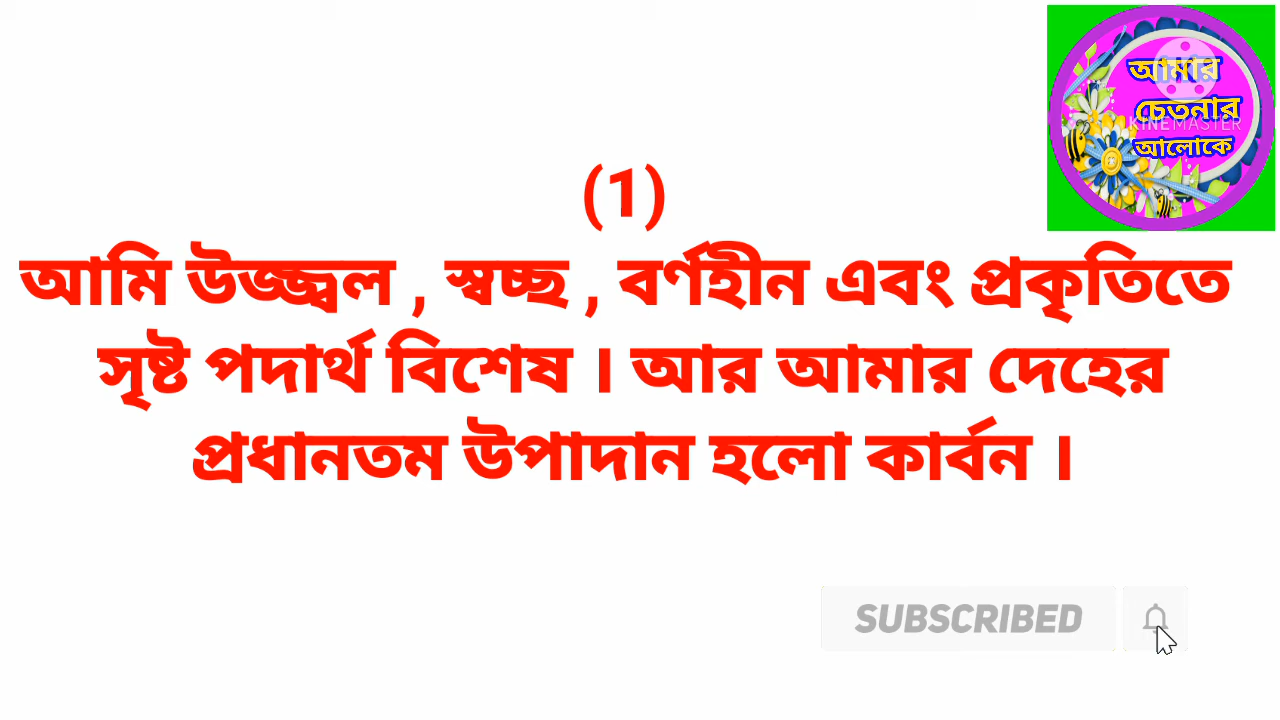 আমার
চেতনার
KINEMASTER
আলোকে
(1)
আমি উজ্জ্বল , স্বচ্ছ , বর্ণহীন এবং প্রকৃতিতে
সৃষ্ট পদার্থ বিশেষ । আর আমার দেহের
প্রধানতম উপাদান হলো কার্বন ।
SUBSCRIBED